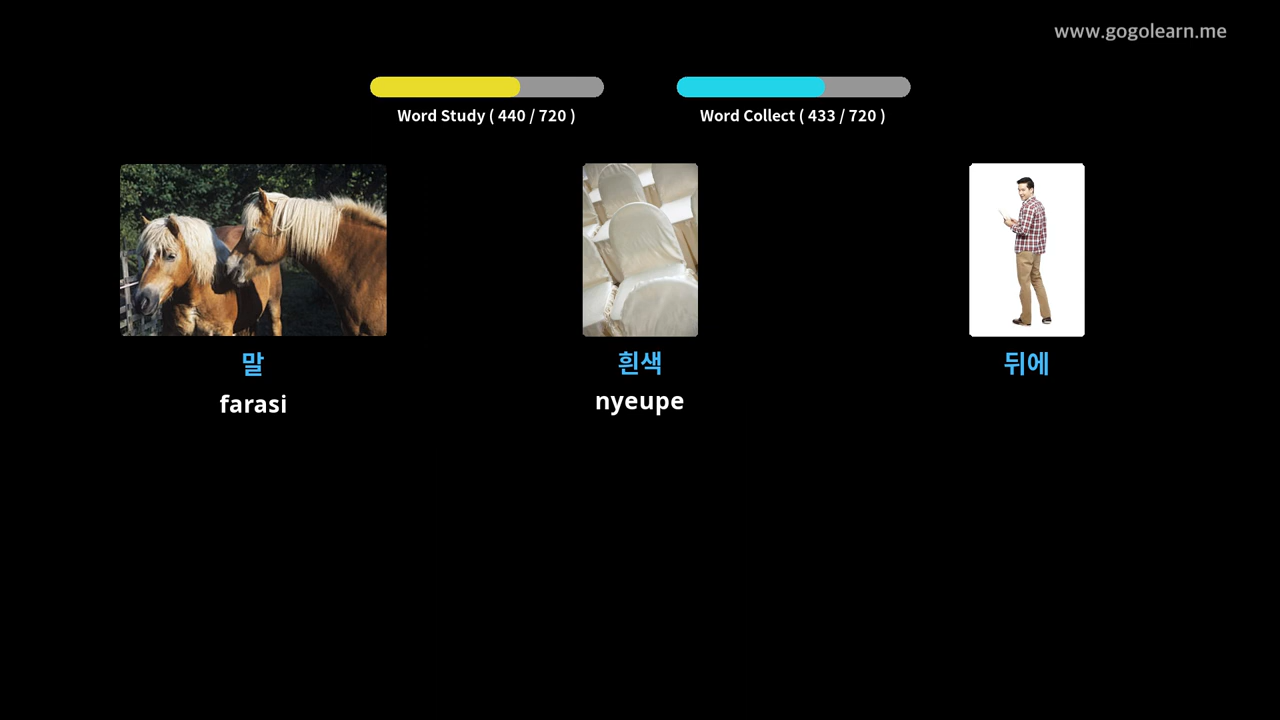 www.gogolearn.me
Word Study ( 440 / 720 )
Word Collect ( 433 / 720 )
말
farasi
흰색
nyeupe
뒤에